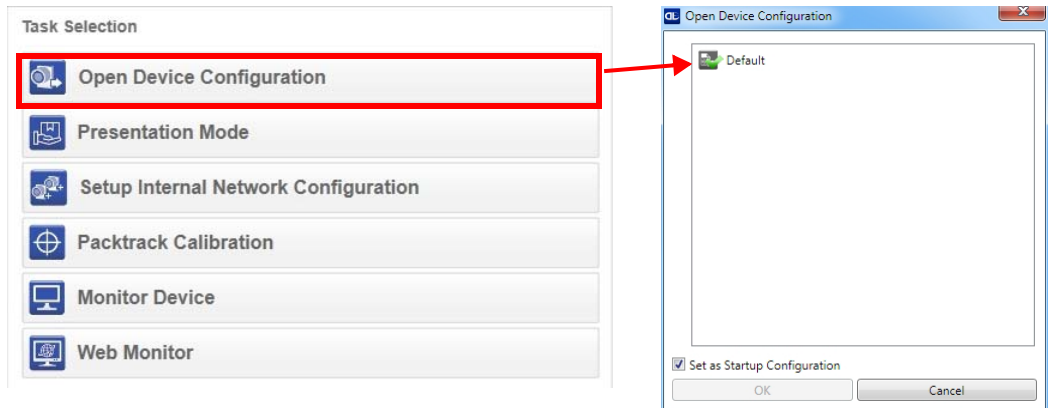 Task Selection
Open Device Configuration
Presentation Mode
Setup Internal Network Configuration
Packtrack Calibration
Monitor Device
Web Monitor
Open Device Configuration
Default
Set as Startup Configuration
OK
Cancel